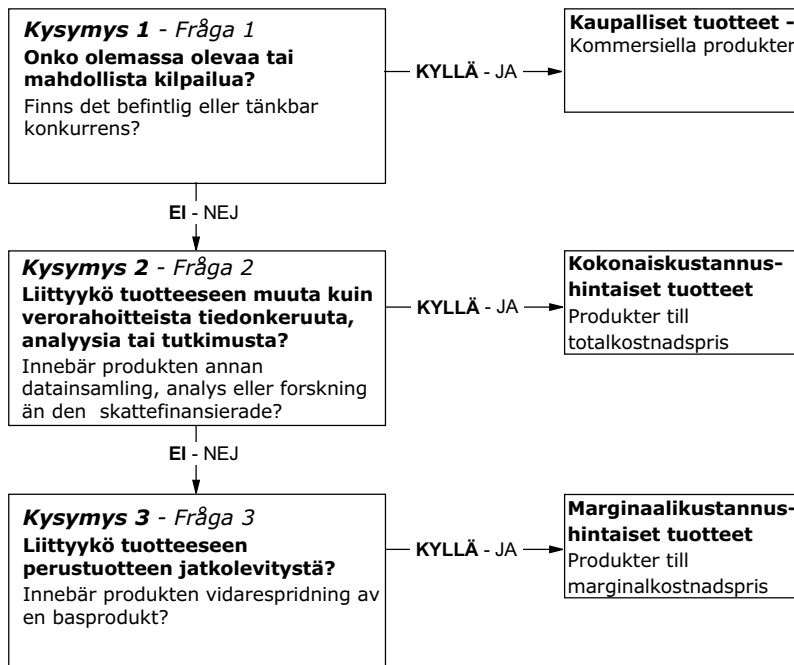 Kysymys 1 - Fråga 1
Onko olemassa olevaa tai
mahdollista kilpailua?
Finns det befintlig eller tänkbar
konkurrens?
KYLLÄ - JA
Kaupalliset tuotteet -
Kommersiella produkter
EI - NEJ
Kysymys 2 - Fråga 2
Liittyykö tuotteeseen muuta kuin
verorahoitteista tiedonkeruuta,
analyysia tai tutkimusta?
Innebär produkten annan
datainsamling, analys eller forskning
än den skattefinansierade?
KYLLÄ - JA
Kokonaiskustannus-
hintaiset tuotteet
Produkter till
totalkostnadspris
EI - NEJ
Kysymys 3 - Fråga 3
Liittyykö tuotteeseen
perustuotteen jatkolevitystä?
Innebär produkten vidarespridning av
en basprodukt?
KYLLÄ - JA
Marginaalikustannus-
hintaiset tuotteet
Produkter till
marginalkostnadspris